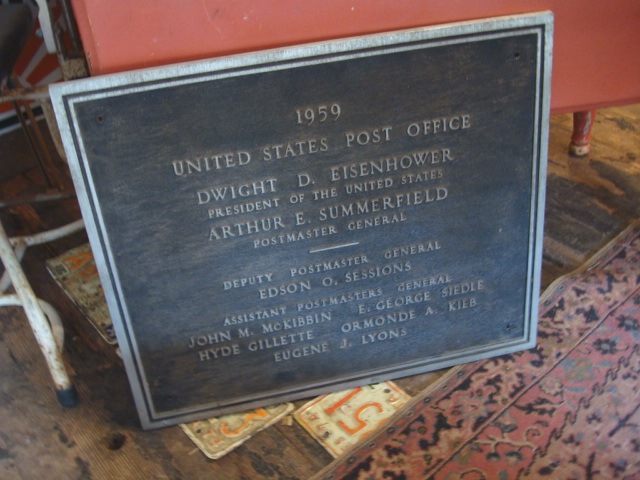 1959
UNITED STATES POST OFFICE
DWIGHT D. EISENHOWER
PRESIDENT OF THE UNITED STATES
ARTHUR E. SUMMERFIELD
POSTMASTER GENERAL
DEPUTY POSTMASTER GENERAL
EDSON O. SESSIONS
ASSISTANT POSTMASTERS GENERAL
JOHN M. McKIBBIN E. GEORGE SIEDLE
HYDE GILLETTE ORMONDE A. KIEB
EUGENE J. LYONS
15